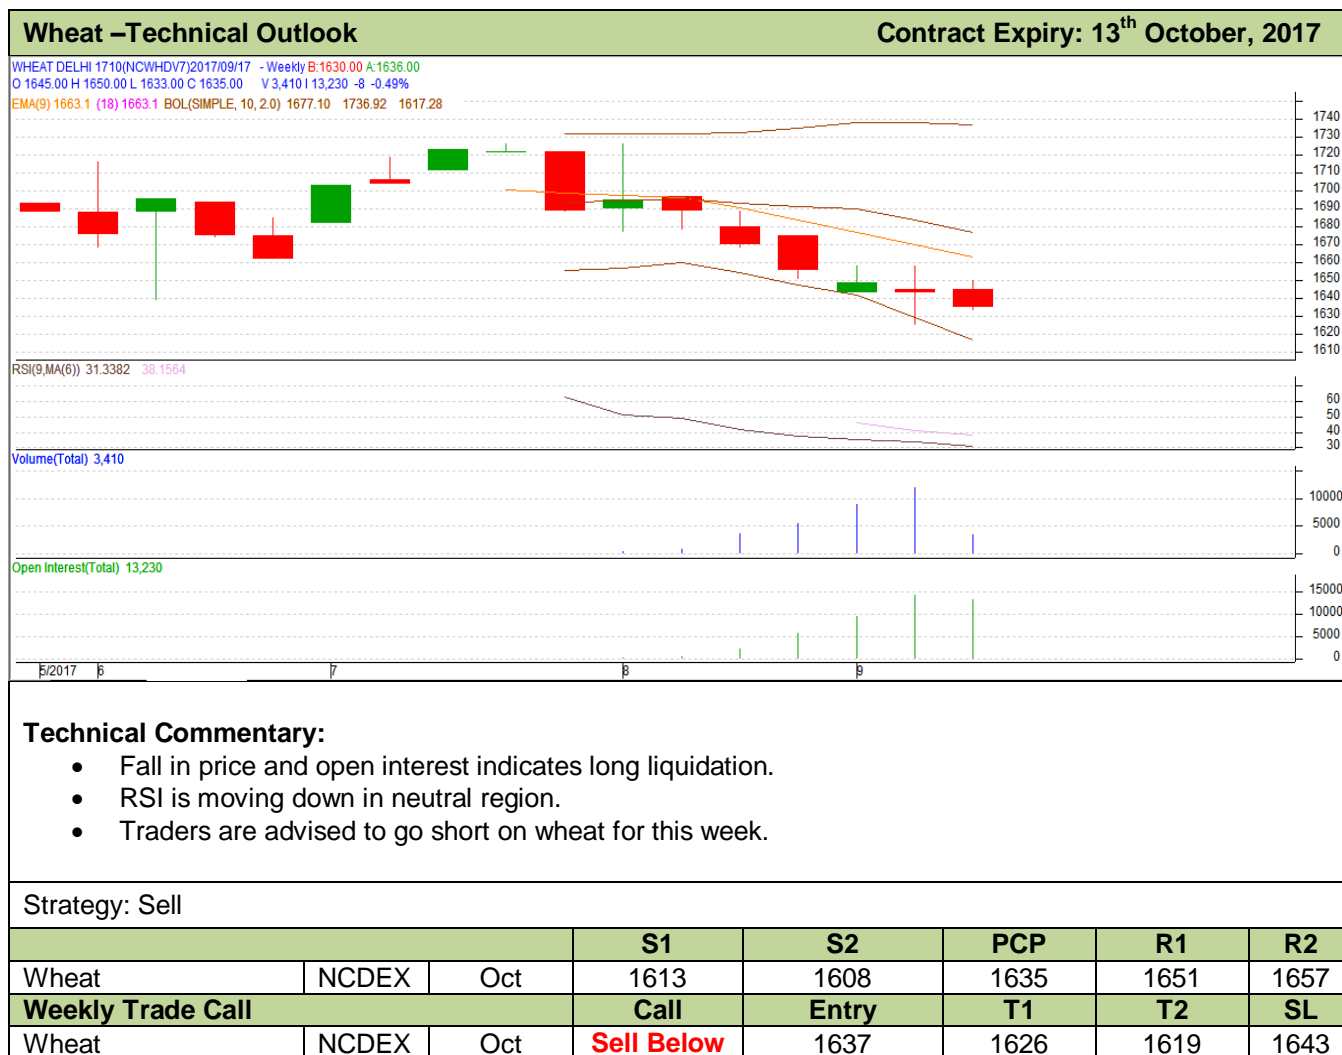 Wheat –Technical Outlook Contract Expiry: 13th October, 2017
WHEAT DELHI 1710(NCWHDV7)2017/09/17 - Weekly B:1630.00 A:1636.00
O 1645.00 H 1650.00 L 1633.00 C 1635.00 V 3,410 I 13,230 -8 -0.49%
EMA(9) 1663.1 (18) 1663.1 BOL(SIMPLE, 10, 2.0) 1677.10 1736.92 1617.28
1740
1730
1720
1710
1700
1690
1680
1670
1660
1650
1640
1630
1620
1610
RSI(9,MA(6)) 31.3382 38.1564
60
50
40
30
Volume(Total) 3,410
10000
5000
0
Open Interest(Total) 13,230
15000
10000
5000
0
5/2017 6 7 8 9
Technical Commentary:
• Fall in price and open interest indicates long liquidation.
• RSI is moving down in neutral region.
• Traders are advised to go short on wheat for this week.
Strategy: Sell
S1 S2 PCP R1 R2
Wheat NCDEX Oct 1613 1608 1635 1651 1657
Weekly Trade Call Call Entry T1 T2 SL
Wheat NCDEX Oct Sell Below 1637 1626 1619 1643